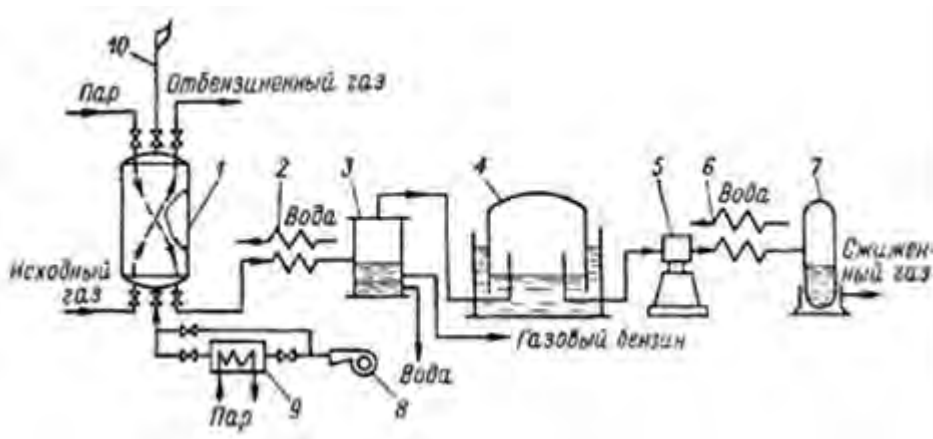 10
Отбензиненный газ
Пар
1
2
3
4
5
6
7
Вода
Вода
Исходный
газ
Сжижен-
ный газ
Газовый бензин
Вода
8
9
Пар